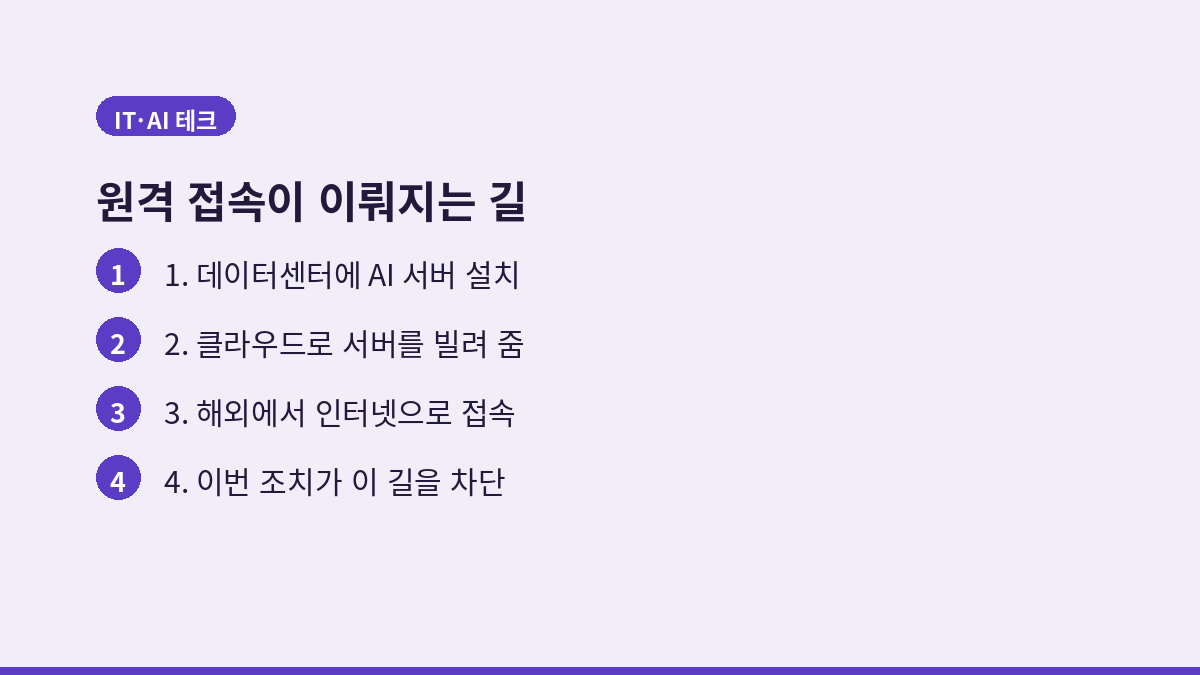 IT·AI 테크
원격 접속이 이뤄지는 길
1 1. 데이터센터에 AI 서버 설치
2 2. 클라우드로 서버를 빌려 줌
3 3. 해외에서 인터넷으로 접속
4 4. 이번 조치가 이 길을 차단